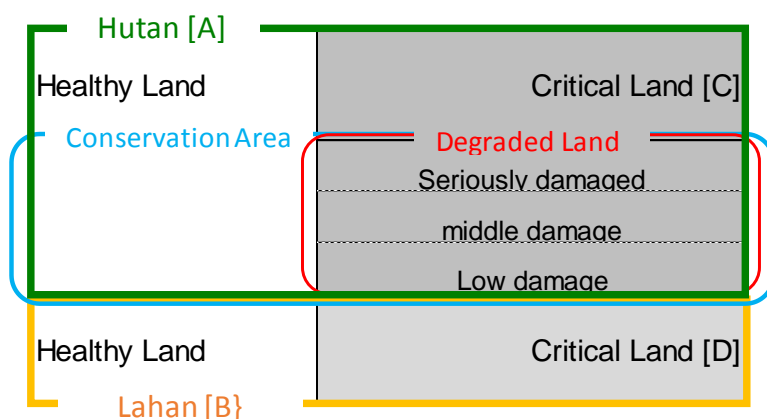 Hutan [A]
Healthy Land Critical Land [C]
Conservation Area Degraded Land
Seriously damaged
middle damage
Low damage
Healthy Land Critical Land [D]
Lahan [B}